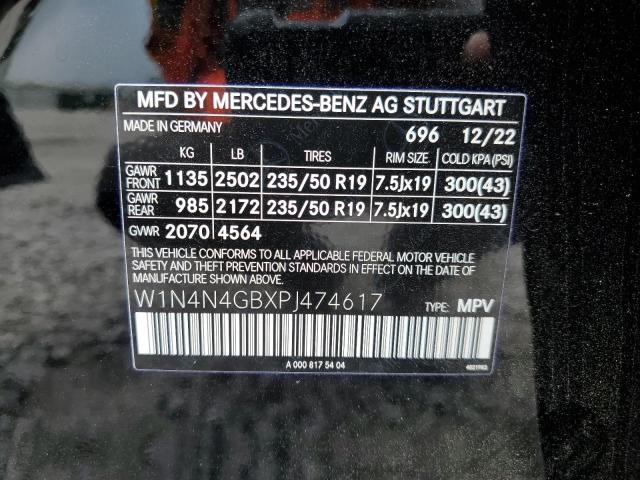 MFD BY MERCEDES-BENZ AG STUTTGART
MADE IN GERMANY 696 12/22
KG LB TIRES RIM SIZE. COLD KPA(PSI)
GAWR FRONT 1135 2502 235/50 R19 7.5Jx19 300(43)
GAWR REAR 985 2172 235/50 R19 7.5Jx19 300(43)
GVWR 2070 4564
THIS VEHICLE CONFORMS TO ALL APPLICABLE FEDERAL MOTOR VEHICLE
SAFETY AND THEFT PREVENTION STANDARDS IN EFFECT ON THE DATE
OF MANUFACTURE SHOWN ABOVE.
W1N4N4GBXPJ474617 TYPE: MPV
A 000 817 54 04